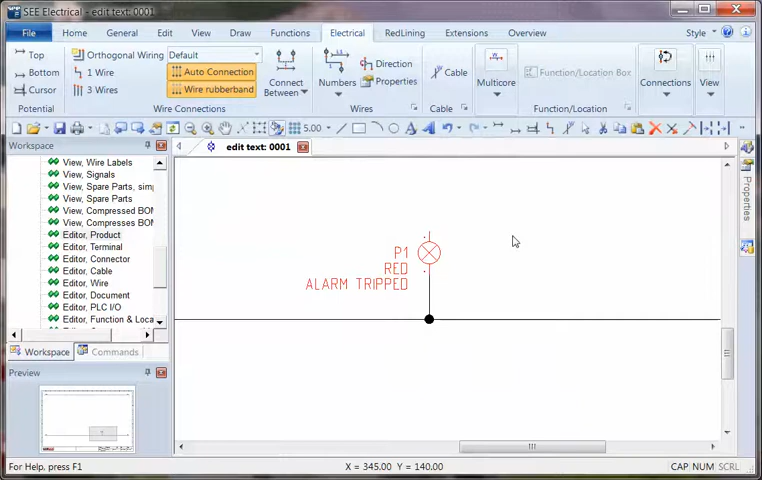 SEE Electrical - edit text: 0001
File Home General Edit View Draw Functions Electrical RedLining Extensions Overview Style
Top
Bottom
Cursor
Potential
Orthogonal Wiring
1 Wire
3 Wires
Default
Auto Connection
Wire rubberband
Wire Connections
Connect
Between
Numbers
Direction
Properties
Wires
Cable
Cable
Multicore
Function/Location Box
Function/Location
Connections
View
5.00
Workspace
edit text: 0001
View, Wire Labels
View, Signals
View, Spare Parts, sim
View, Spare Parts
View, Compressed BOM
View, Compresses BOM
Editor, Product
Editor, Terminal
Editor, Connector
Editor, Cable
Editor, Wire
Editor, Document
Editor, PLC I/O
Editor, Function & Loca
Workspace Commands
Preview
P1
RED
ALARM TRIPPED
Properties
For Help, press F1
X = 345.00 Y = 140.00
CAP NUM SCRL